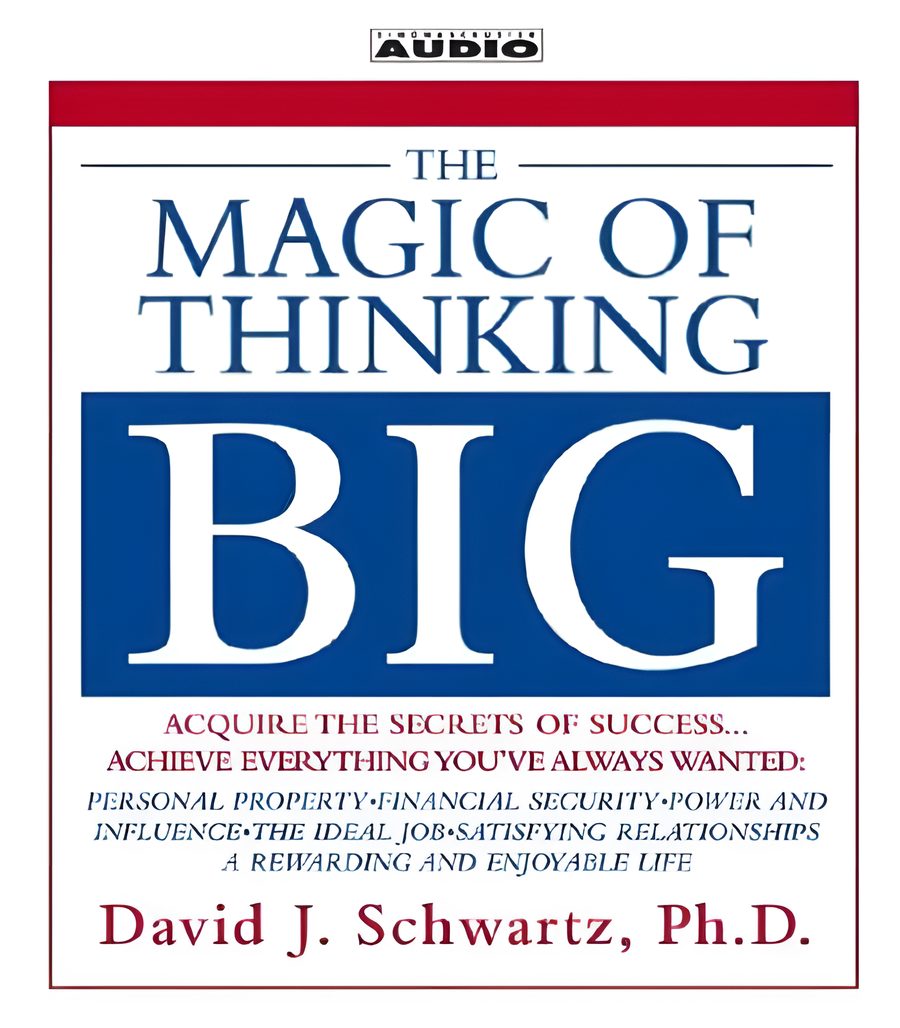 AUDIO
THE
MAGIC OF
THINKING
BIG
ACQUIRE THE SECRETS OF SUCCESS...
ACHIEVE EVERYTHING YOU'VE ALWAYS WANTED:
PERSONAL PROPERTY•FINANCIAL SECURITY•POWER AND
INFLUENCE•THE IDEAL JOB•SATISFYING RELATIONSHIPS
A REWARDING AND ENJOYABLE LIFE
David J. Schwartz, Ph.D.